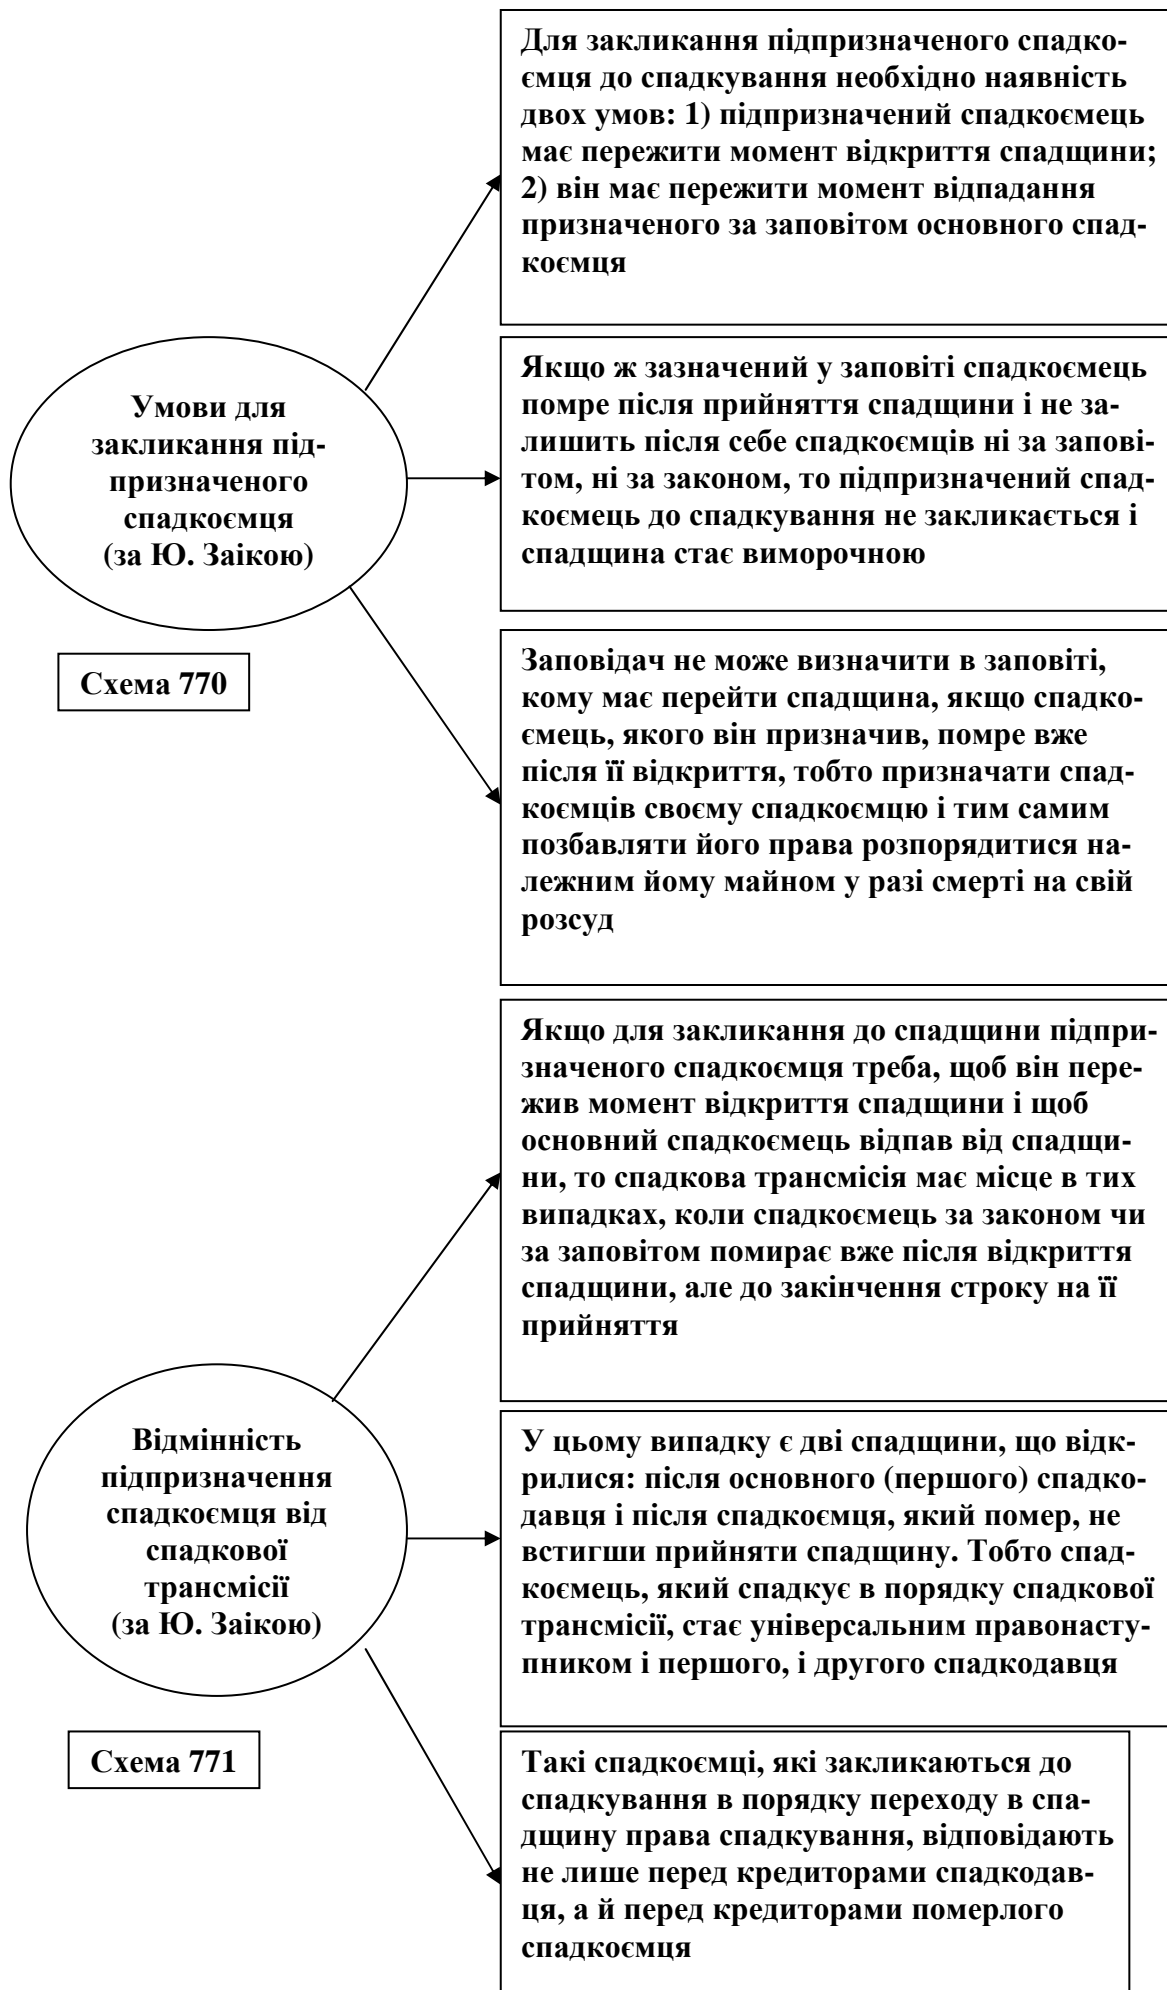 Для закликання підпризначеного спадко-
ємця до спадкування необхідно наявність
двох умов: 1) підпризначений спадкоємець
має пережити момент відкриття спадщини;
2) він має пережити момент відпадання
призначеного за заповітом основного спад-
коємця
Умови для
закликання під-
призначеного
спадкоємця
(за Ю. Заікою)
Схема 770
Якщо ж зазначений у заповіті спадкоємець
помре після прийняття спадщини і не за-
лишить після себе спадкоємців ні за запові-
том, ні за законом, то підпризначений спад-
коємець до спадкування не закликається і
спадщина стає виморочною
Заповідач не може визначити в заповіті,
кому має перейти спадщина, якщо спадко-
ємець, якого він призначив, помре вже
після її відкриття, тобто призначати спад-
коємців своєму спадкоємцю і тим самим
позбавляти його права розпорядитися на-
лежним йому майном у разі смерті на свій
розсуд
Якщо для закликання до спадщини підпри-
значеного спадкоємця треба, щоб він пере-
жив момент відкриття спадщини і щоб
основний спадкоємець відпав від спадщи-
ни, то спадкова трансмісія має місце в тих
випадках, коли спадкоємець за законом чи
за заповітом помирає вже після відкриття
спадщини, але до закінчення строку на її
прийняття
Відмінність
підпризначення
спадкоємця від
спадкової
трансмісії
(за Ю. Заікою)
Схема 771
У цьому випадку є дві спадщини, що відк-
рилися: після основного (першого) спадко-
давця і після спадкоємця, який помер, не
встигши прийняти спадщину. Тобто спад-
коємець, який спадкує в порядку спадкової
трансмісії, стає універсальним правонасту-
пником і першого, і другого спадкодавця
Такі спадкоємці, які закликаються до
спадкування в порядку переходу в спа-
дщину права спадкування, відповідають
не лише перед кредиторами спадкодав-
ця, а й перед кредиторами померлого
спадкоємця